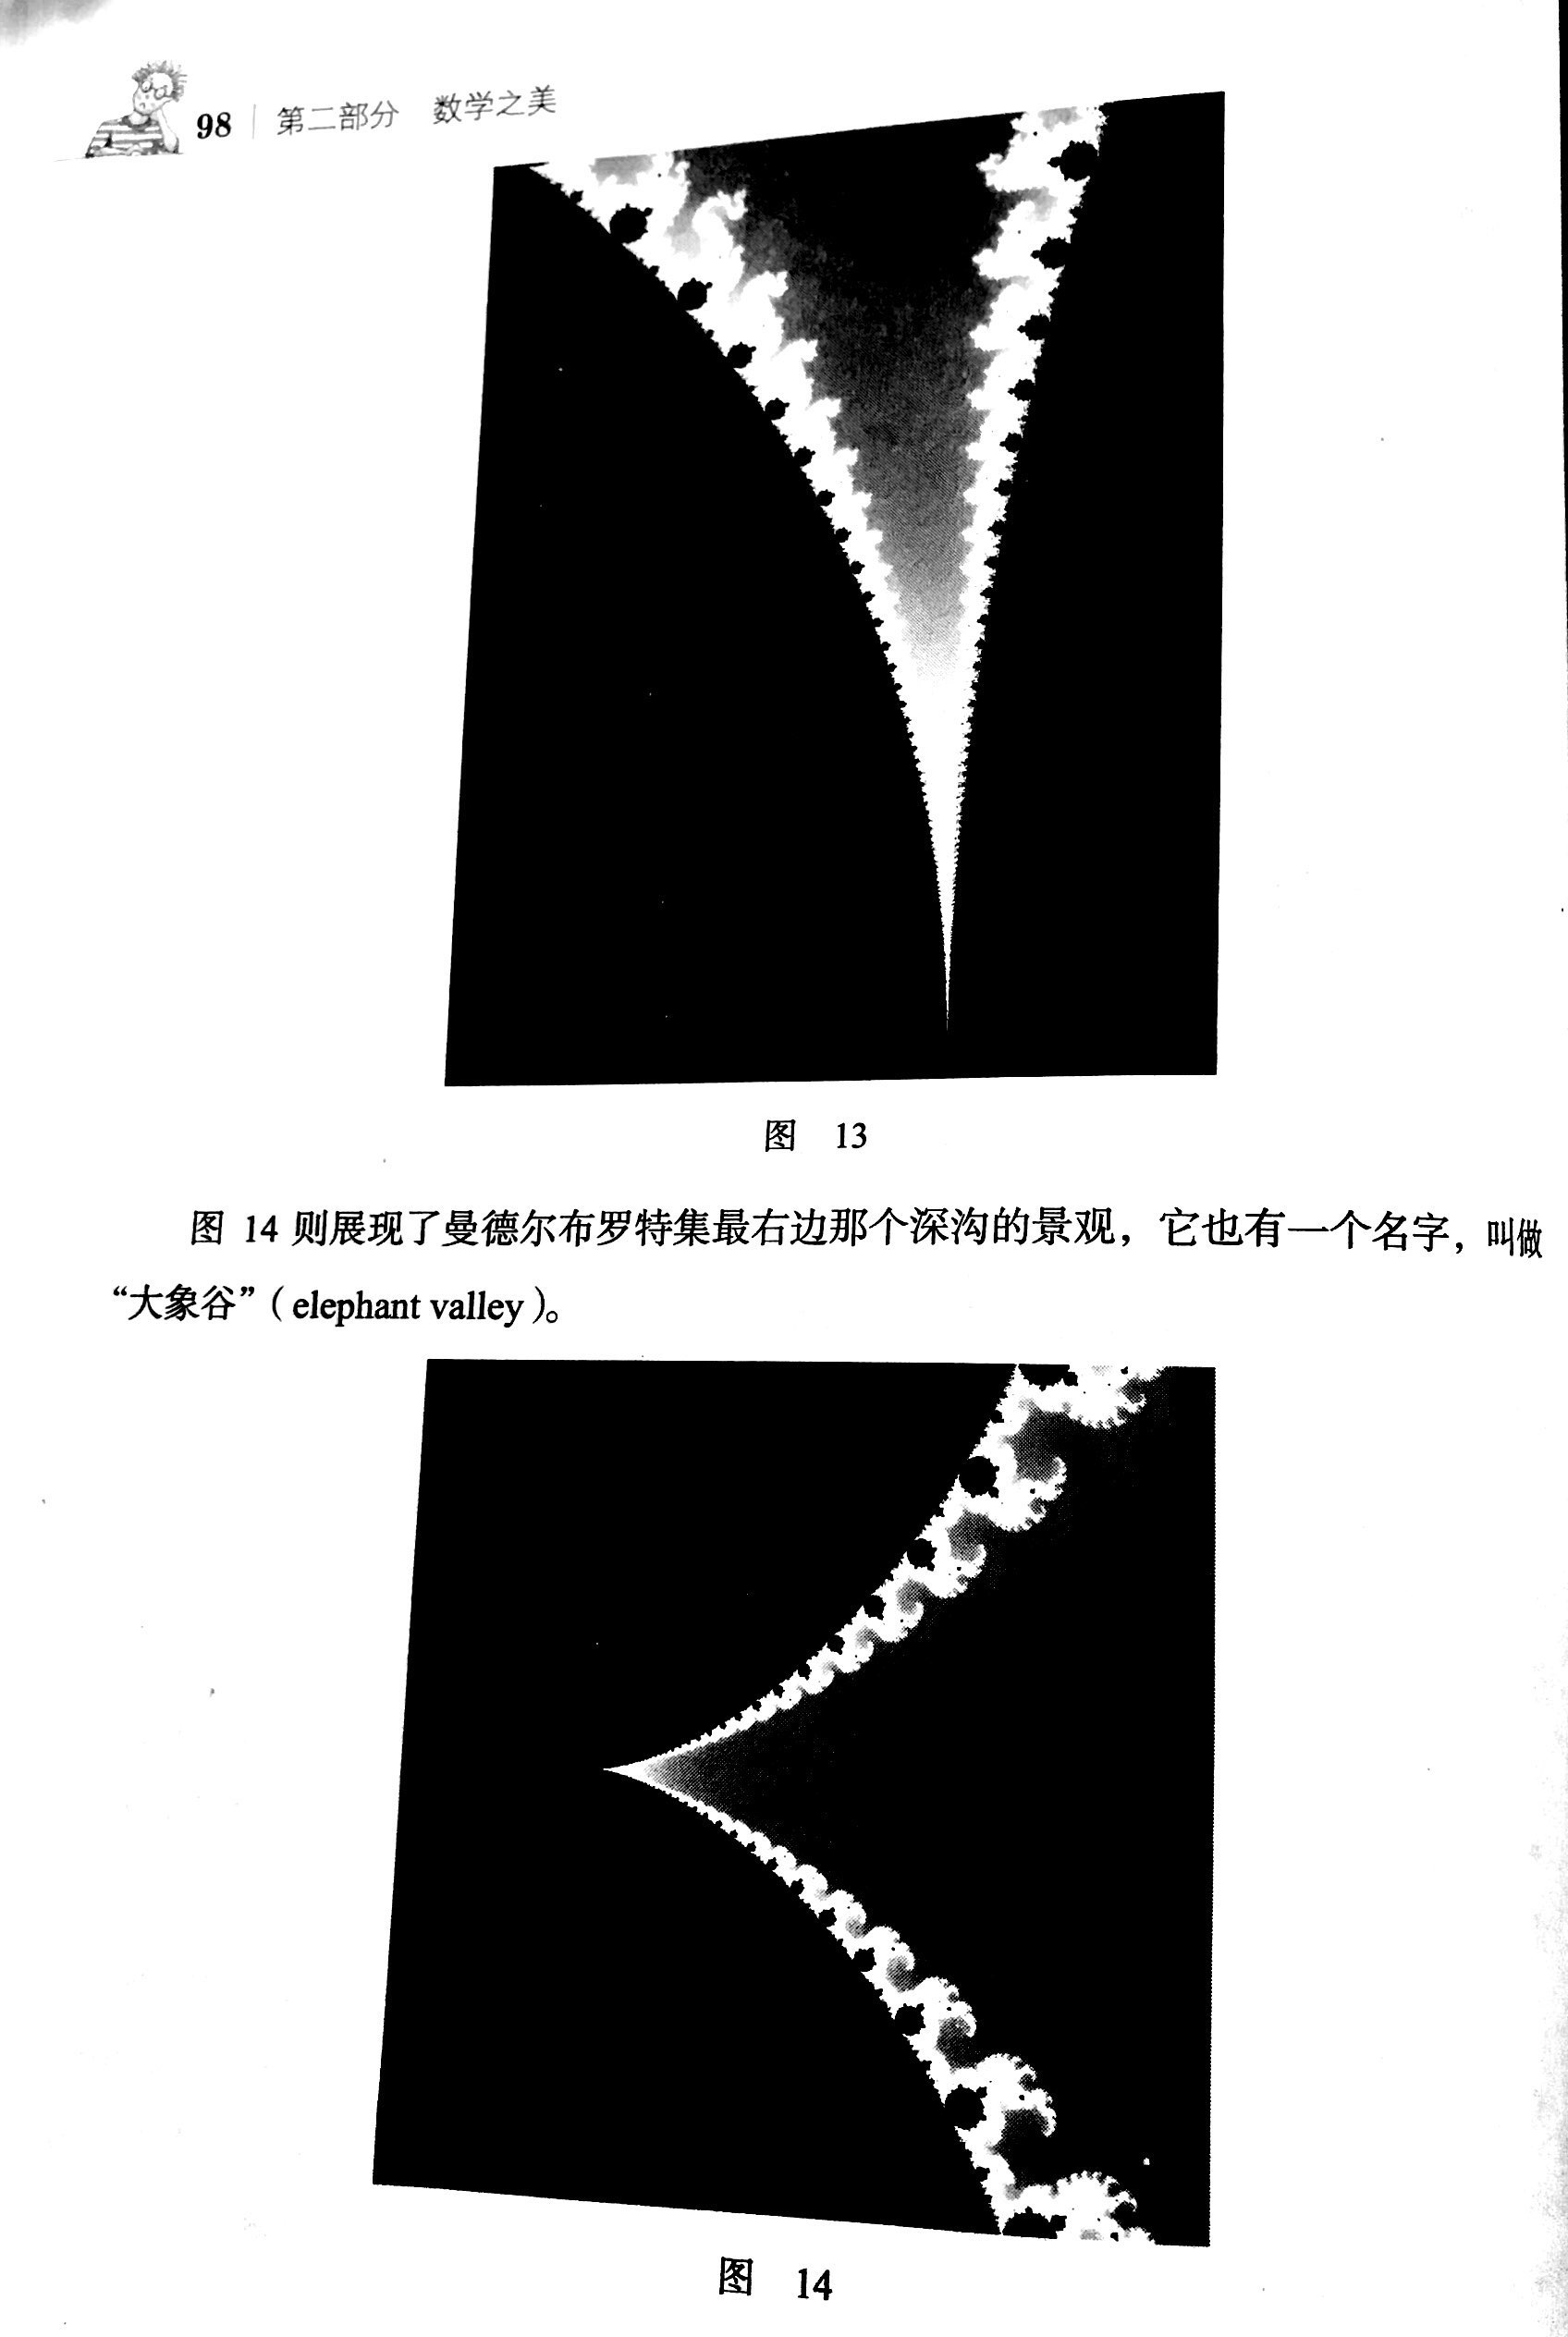 98 | 第二部分 数学之美
图 13
图 14 则展现了曼德尔布罗特集最右边那个深沟的景观，它也有一个名字，叫做
“大象谷”（elephant valley）。
图 14